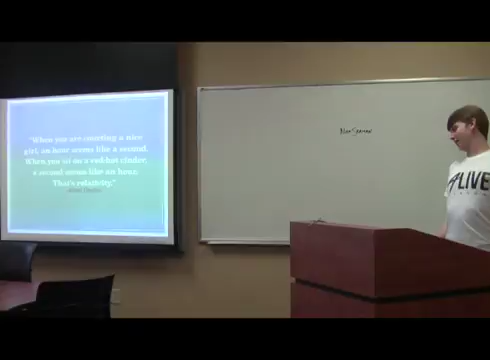 "When you are courting a nice
girl, an hour seems like a second.
When you sit on a red-hot cinder,
a second seems like an hour.
That's relativity."
LIVE